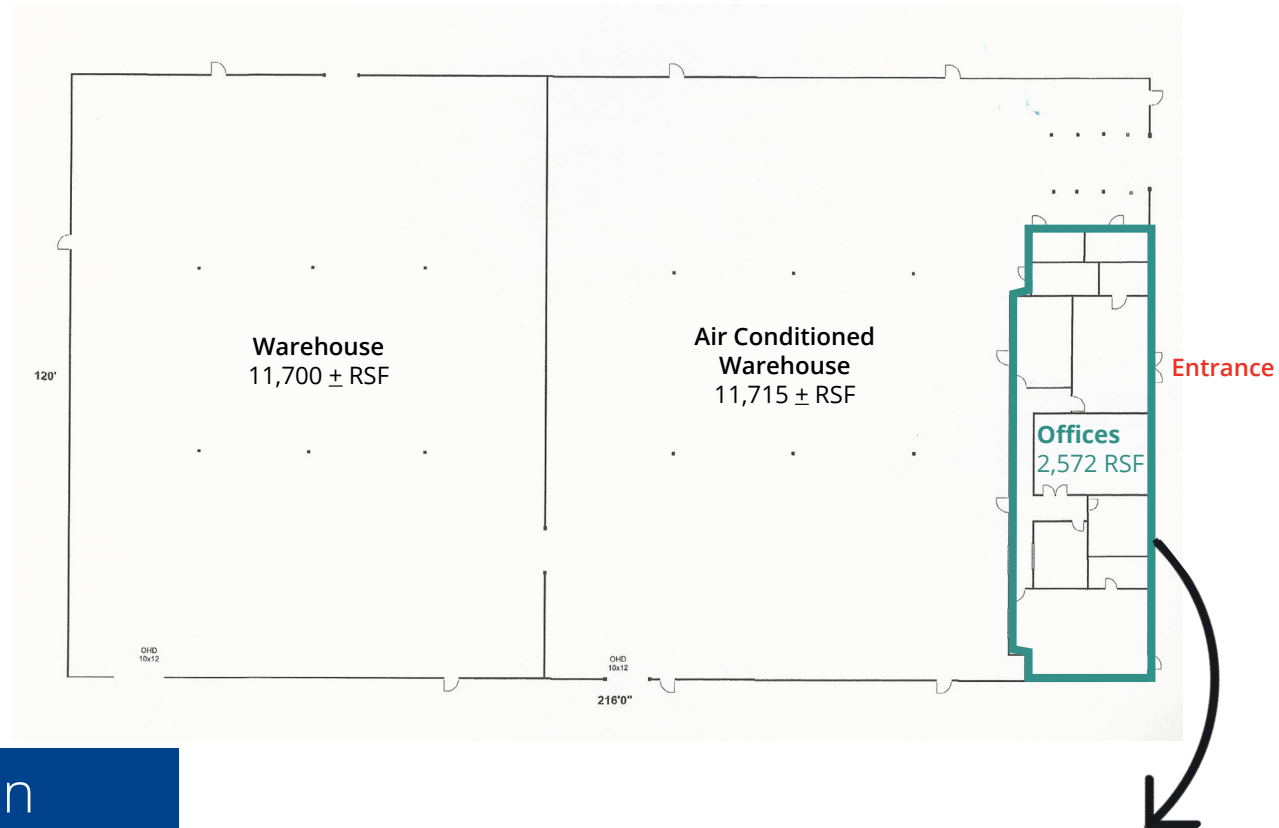 Warehouse
11,700 ± RSF
Air Conditioned
Warehouse
11,715 ± RSF
120'
Entrance
Offices
2,572 RSF
OHD
10x12
OHD
10x12
216'0"
n